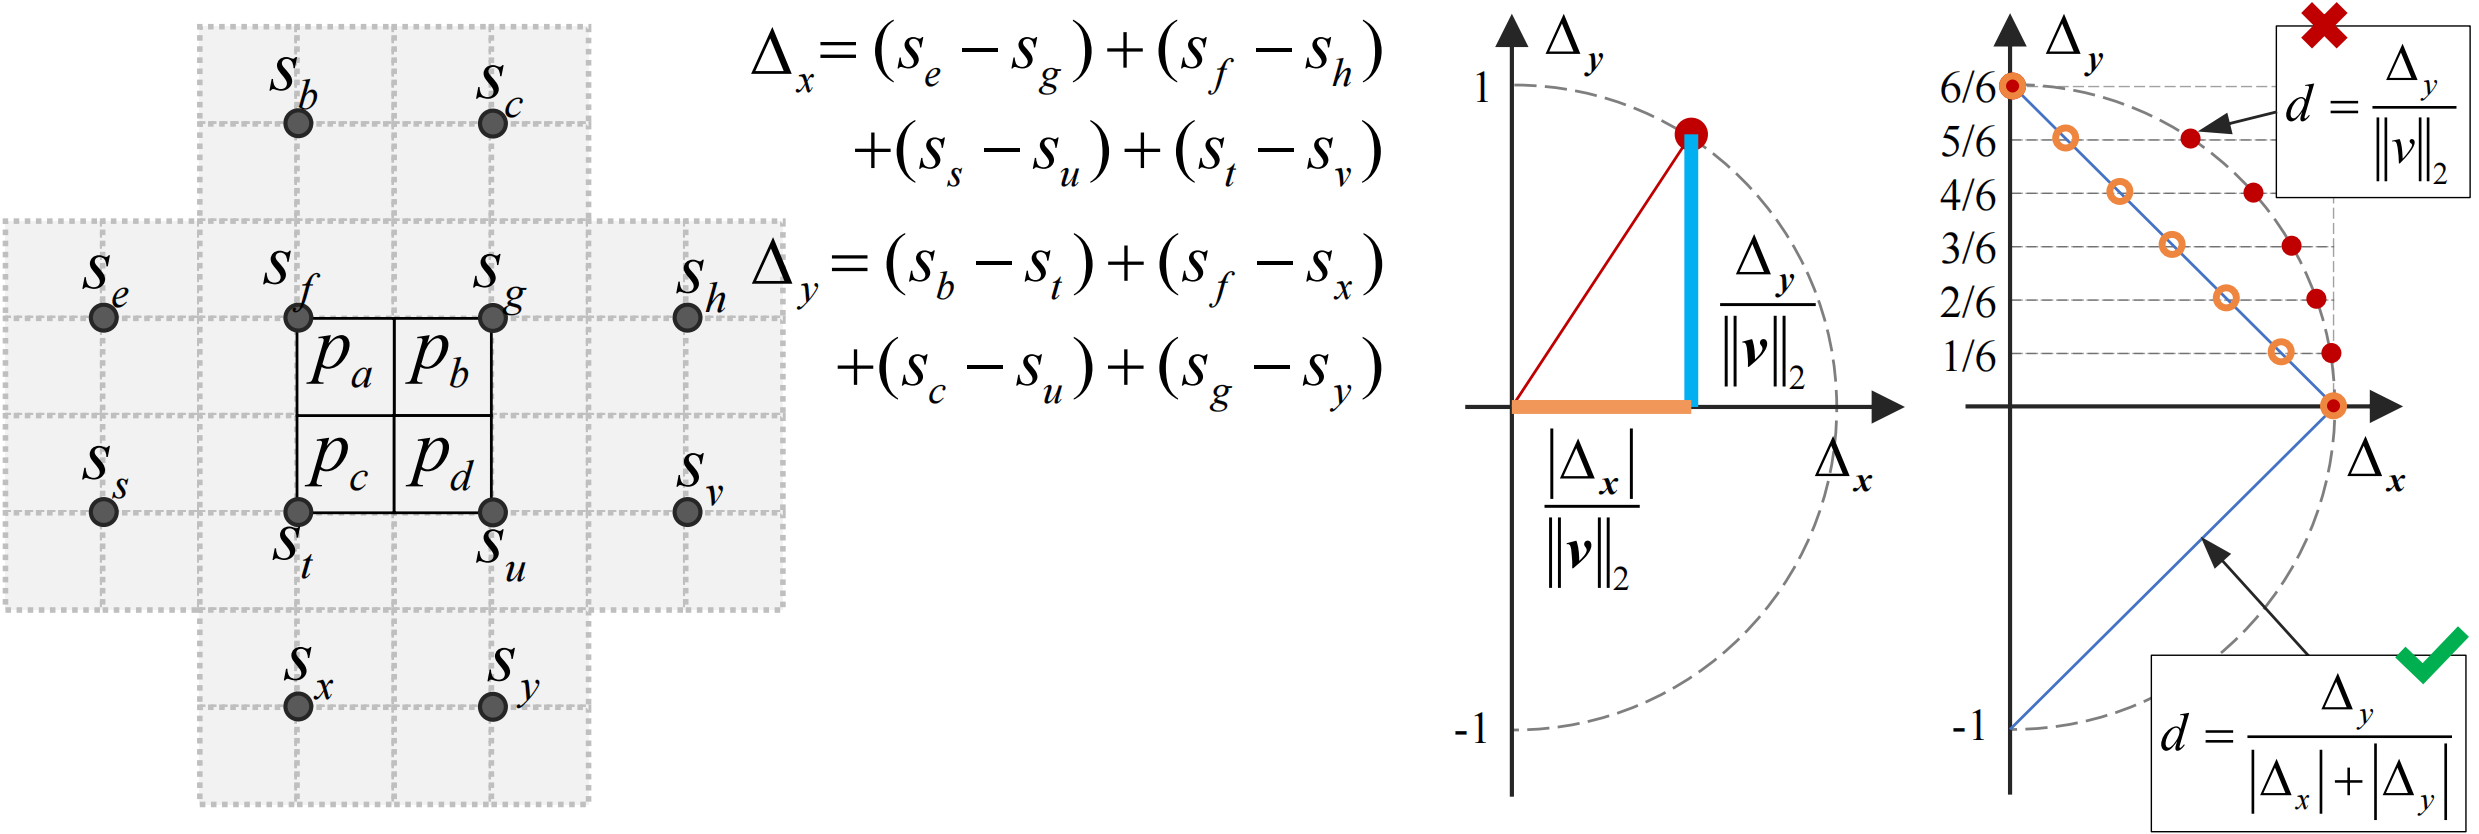 s_b s_c
s_e s_f s_g s_h
p_a p_b
p_c p_d
s_s s_t s_u s_v
s_x s_y
Δ_x = (s_e − s_g) + (s_f − s_h)
+(s_s − s_u) + (s_t − s_v)
Δ_y = (s_b − s_t) + (s_f − s_x)
+(s_c − s_u) + (s_g − s_y)
Δ_y
1
Δ_y / ||v||_2
|Δ_x| / ||v||_2
Δ_x
-1
Δ_y
6/6
5/6
4/6
3/6
2/6
1/6
d = Δ_y / ||v||_2
Δ_x
-1
d = Δ_y / (|Δ_x| + |Δ_y|)